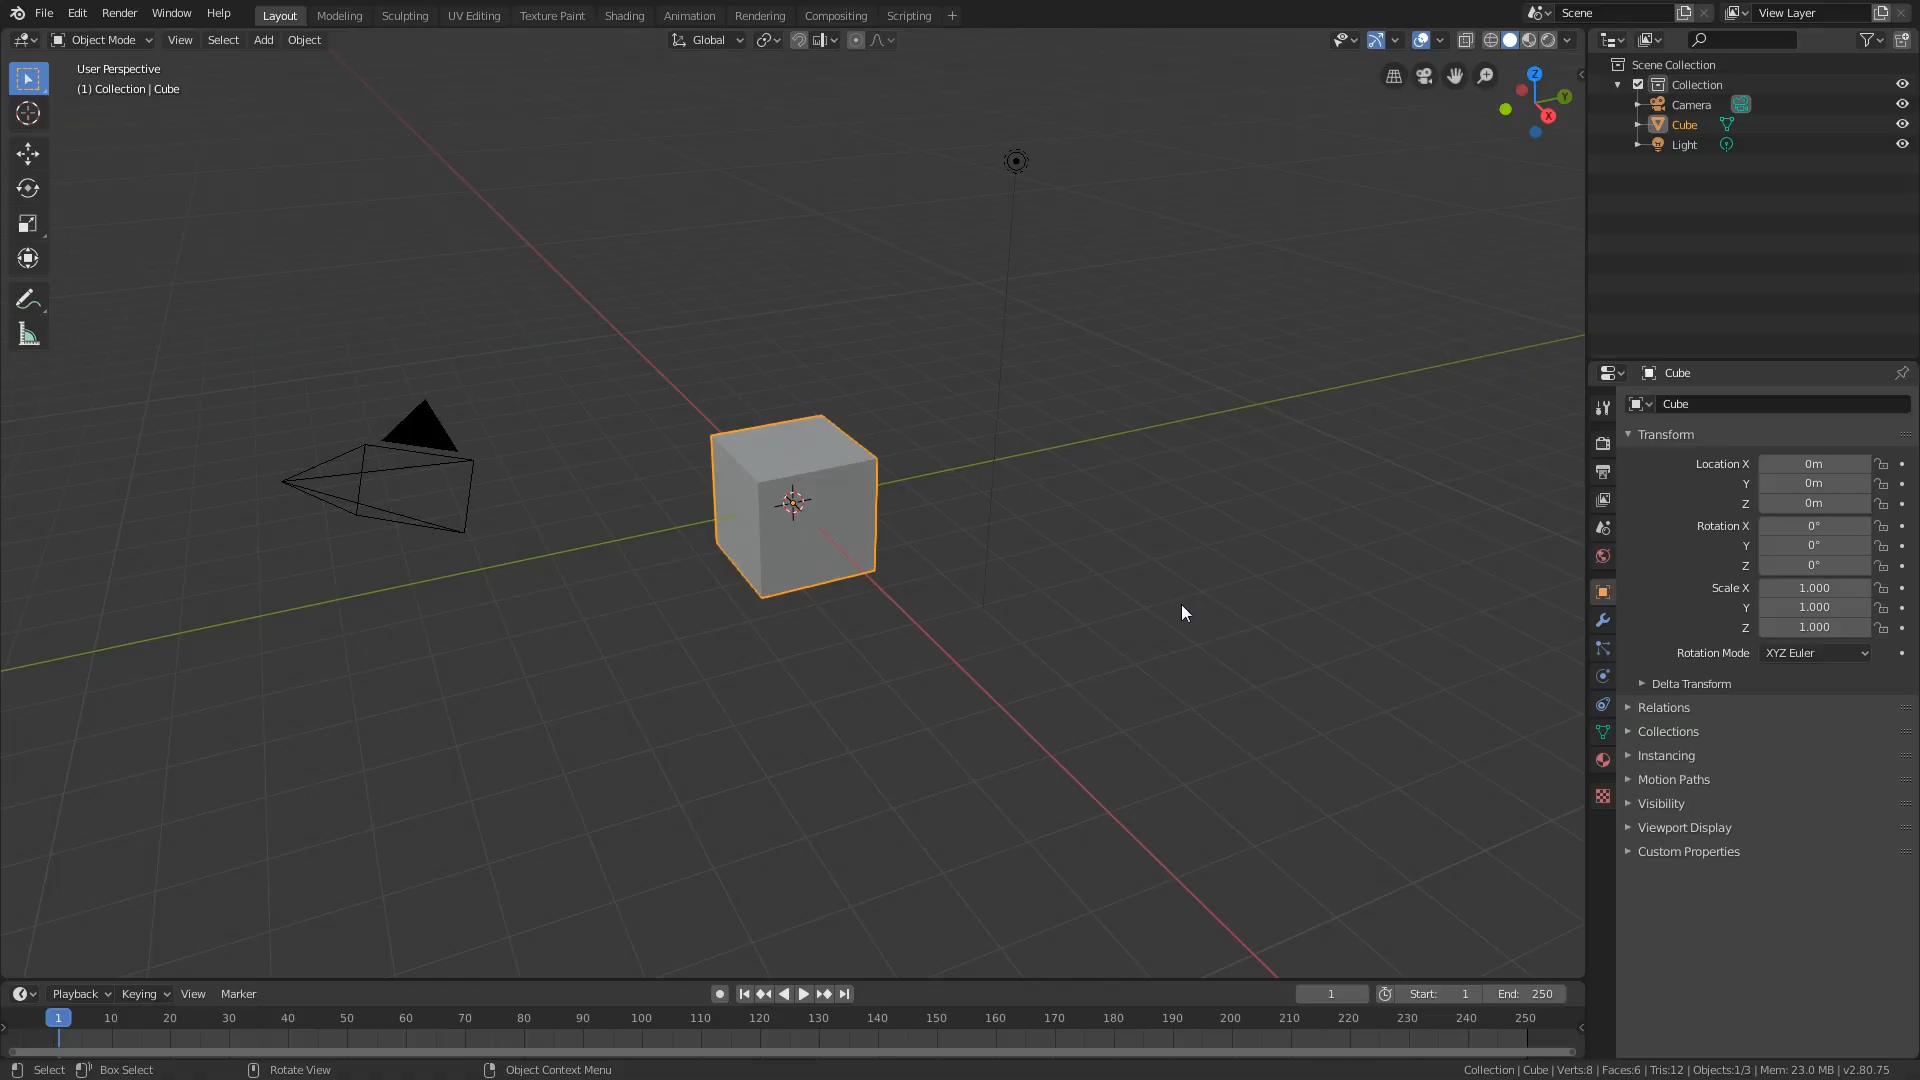 File Edit Render Window Help Layout Modeling Sculpting UV Editing Texture Paint Shading Animation Rendering Compositing Scripting + Scene View Layer
Object Mode View Select Add Object Global
User Perspective
(1) Collection | Cube
Z
Y
X
Scene Collection
Collection
Camera
Cube
Light
Cube
Cube
Transform
Location X 0m
Y 0m
Z 0m
Rotation X 0°
Y 0°
Z 0°
Scale X 1.000
Y 1.000
Z 1.000
Rotation Mode XYZ Euler
Delta Transform
Relations
Collections
Instancing
Motion Paths
Visibility
Viewport Display
Custom Properties
Playback Keying View Marker 1 Start: 1 End: 250
1 10 20 30 40 50 60 70 80 90 100 110 120 130 140 150 160 170 180 190 200 210 220 230 240 250
Select Box Select Rotate View Object Context Menu Collection | Cube | Verts:8 | Faces:6 | Tris:12 | Objects:1/3 | Mem: 23.0 MB | v2.80.75